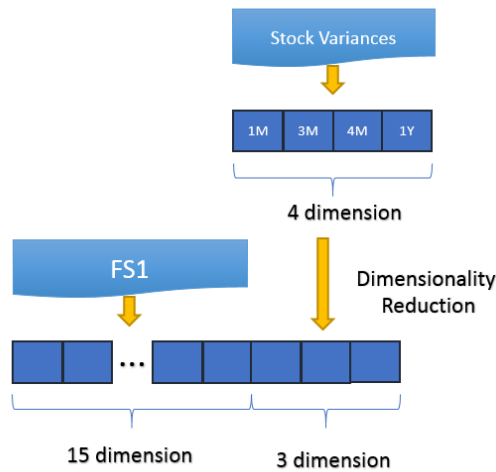 Stock Variances
1M 3M 4M 1Y
4 dimension
FS1
Dimensionality
Reduction
...
15 dimension
3 dimension